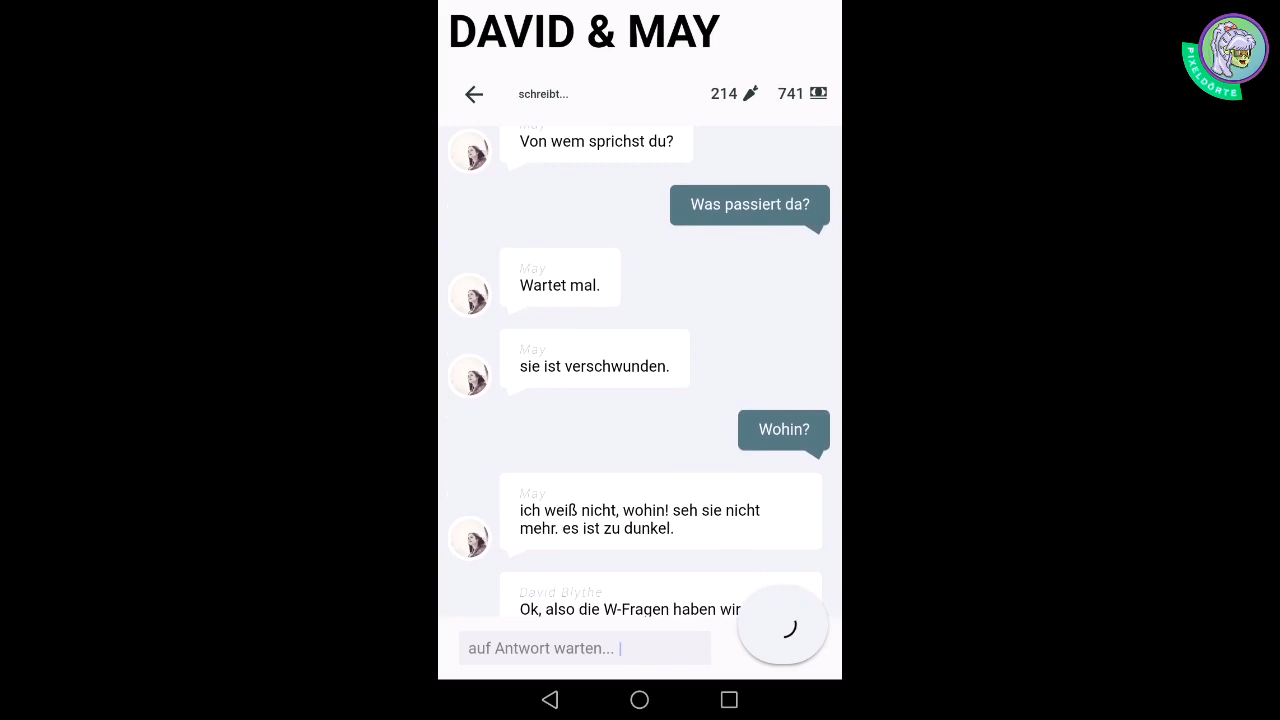 DAVID & MAY
schreibt...
214
741
May
Von wem sprichst du?
Was passiert da?
May
Wartet mal.
May
sie ist verschwunden.
Wohin?
May
ich weiß nicht, wohin! seh sie nicht
mehr. es ist zu dunkel.
David Blythe
Ok, also die W-Fragen haben wir
auf Antwort warten...
PIXELDÖRTE